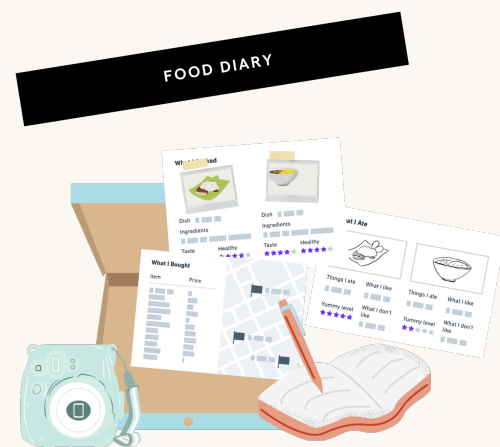 FOOD DIARY
Dish
Ingredients
Taste
Healthy
Dish
Ingredients
Taste
Healthy
What I Bought
Item Price
I Ate
Things I ate What I like
Yummy level What I don't
like
Things I ate What I like
Yummy level What I don't
like